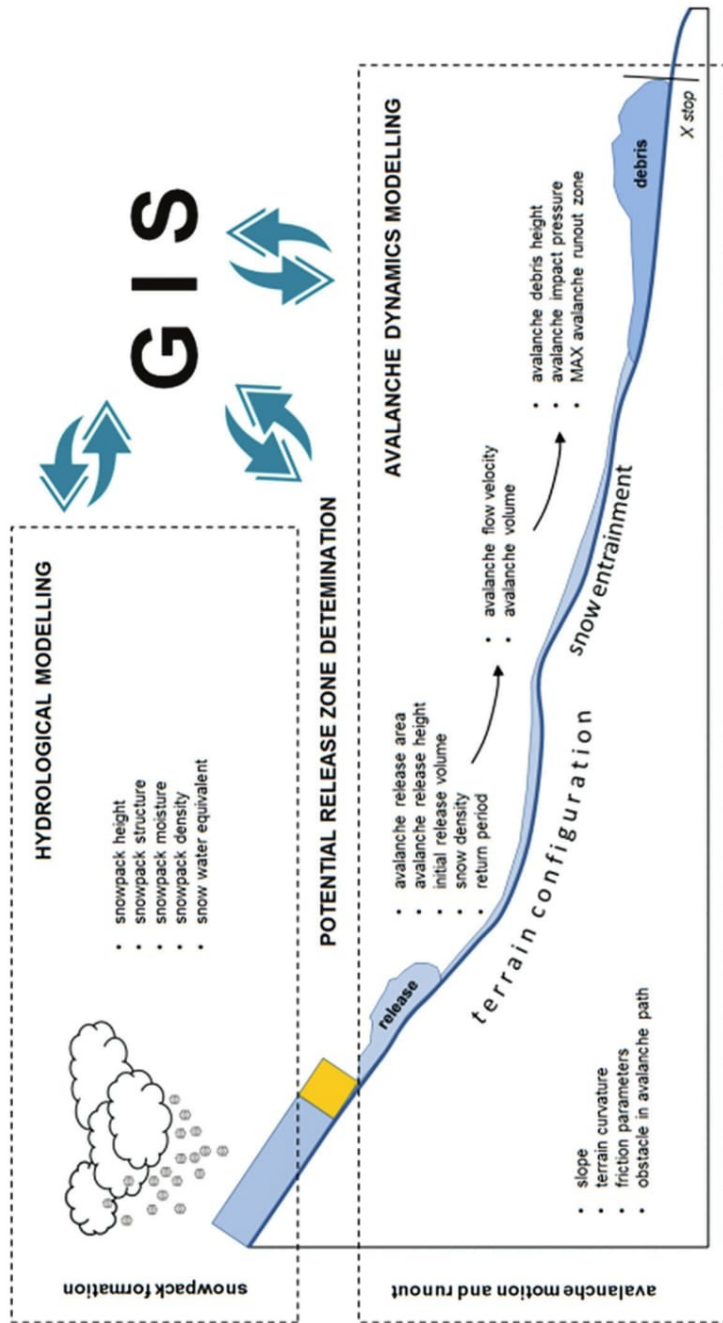 snowpack formation
HYDROLOGICAL MODELLING
• snowpack height
• snowpack structure
• snowpack moisture
• snowpack density
• snow water equivalent
G I S
POTENTIAL RELEASE ZONE DETEMINATION
avalanche motion and runout
AVALANCHE DYNAMICS MODELLING
release
• avalanche release area
• avalanche release height
• initial release volume
• snow density
• return period
• avalanche flow velocity
• avalanche volume
• avalanche debris height
• avalanche impact pressure
• MAX avalanche runout zone
debris
X stop
terrain configuration
snow entrainment
• slope
• terrain curvature
• friction parameters
• obstacle in avalanche path